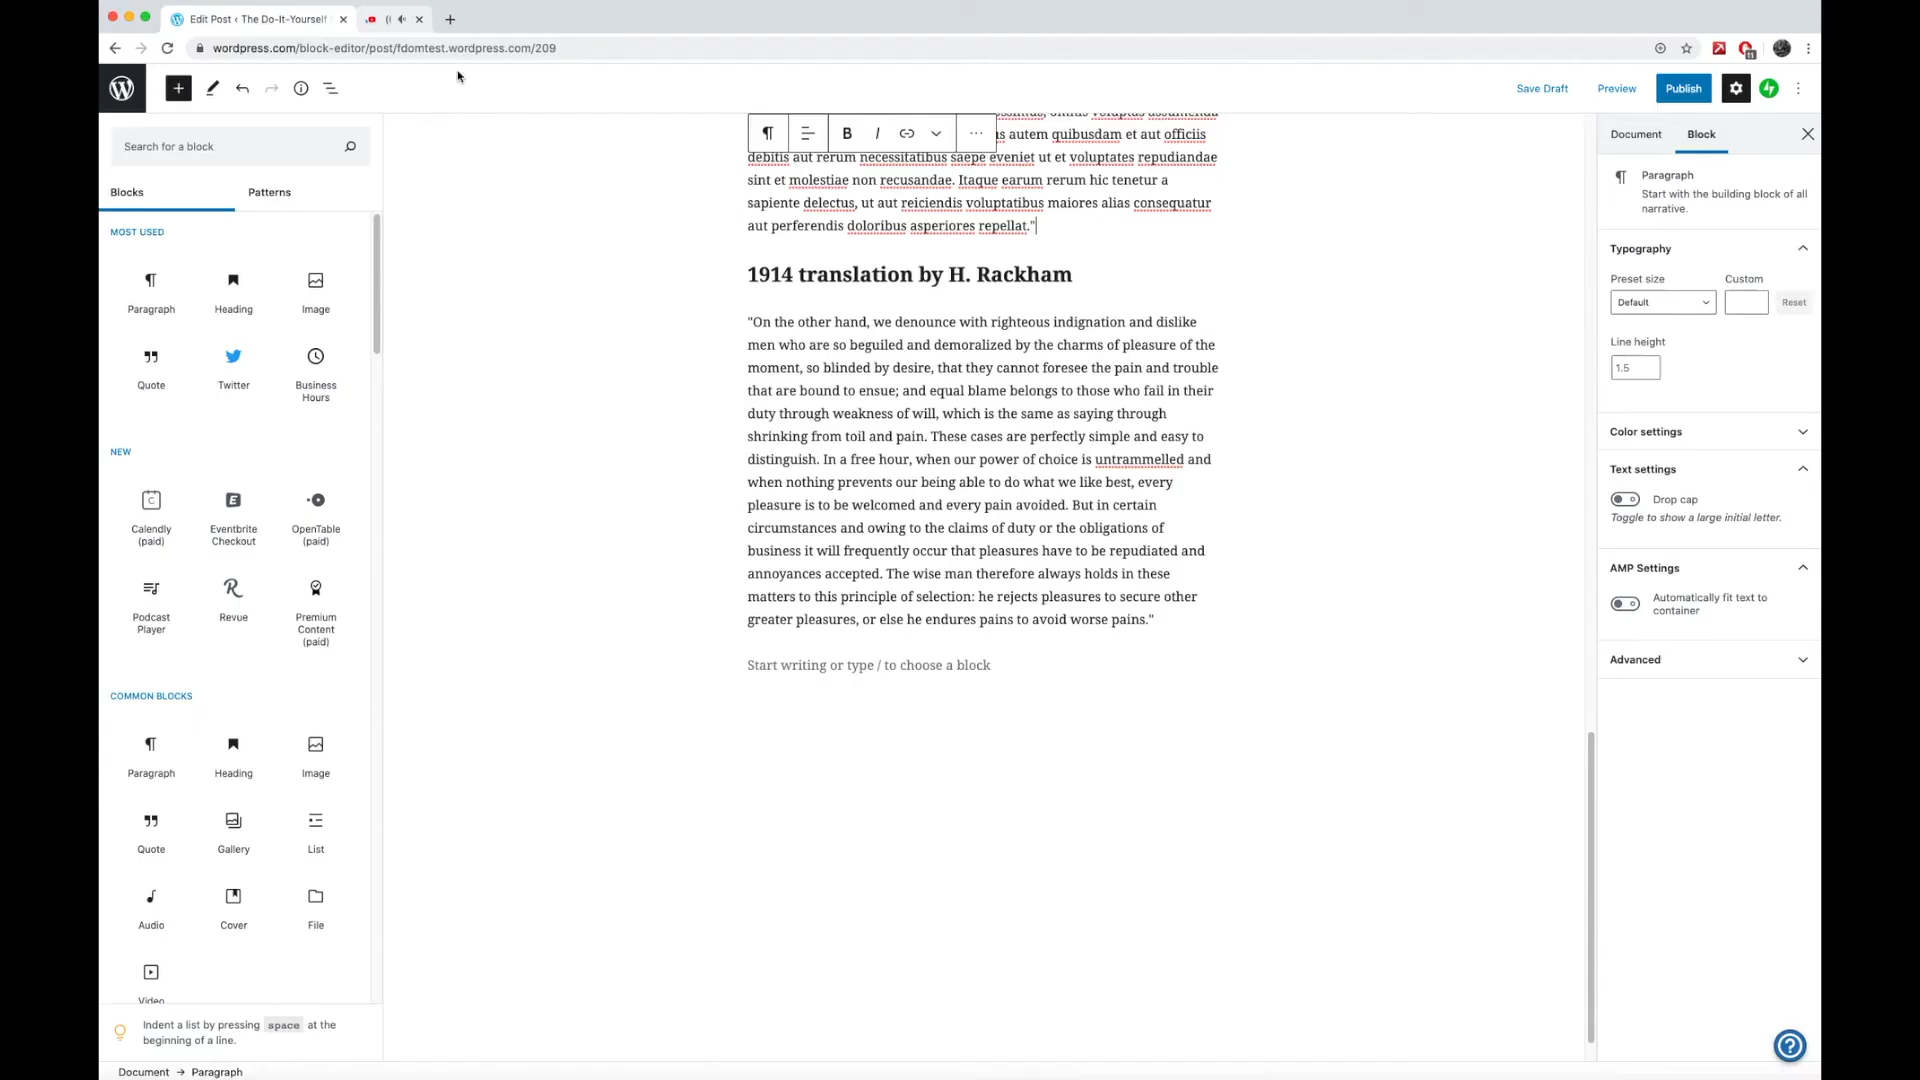 Edit Post ‹ The Do-It-Yourself
wordpress.com/block-editor/post/fdomtest.wordpress.com/209
11
Save Draft
Preview
Publish
Search for a block
Blocks
Patterns
MOST USED
Paragraph
Heading
Image
Quote
Twitter
Business
Hours
NEW
Calendly
(paid)
Eventbrite
Checkout
OpenTable
(paid)
Podcast
Player
Revue
Premium
Content
(paid)
COMMON BLOCKS
Paragraph
Heading
Image
Quote
Gallery
List
Audio
Cover
File
Video
Indent a list by pressing space at the
beginning of a line.
Document → Paragraph
B I
possimus, omnis voluptas assumenda
autem quibusdam et aut officiis
debitis aut rerum necessitatibus saepe eveniet ut et voluptates repudiandae
sint et molestiae non recusandae. Itaque earum rerum hic tenetur a
sapiente delectus, ut aut reiciendis voluptatibus maiores alias consequatur
aut perferendis doloribus asperiores repellat."
1914 translation by H. Rackham
"On the other hand, we denounce with righteous indignation and dislike
men who are so beguiled and demoralized by the charms of pleasure of the
moment, so blinded by desire, that they cannot foresee the pain and trouble
that are bound to ensue; and equal blame belongs to those who fail in their
duty through weakness of will, which is the same as saying through
shrinking from toil and pain. These cases are perfectly simple and easy to
distinguish. In a free hour, when our power of choice is untrammelled and
when nothing prevents our being able to do what we like best, every
pleasure is to be welcomed and every pain avoided. But in certain
circumstances and owing to the claims of duty or the obligations of
business it will frequently occur that pleasures have to be repudiated and
annoyances accepted. The wise man therefore always holds in these
matters to this principle of selection: he rejects pleasures to secure other
greater pleasures, or else he endures pains to avoid worse pains."
Start writing or type / to choose a block
Document
Block
Paragraph
Start with the building block of all
narrative.
Typography
Preset size
Custom
Default
Reset
Line height
1.5
Color settings
Text settings
Drop cap
Toggle to show a large initial letter.
AMP Settings
Automatically fit text to
container
Advanced